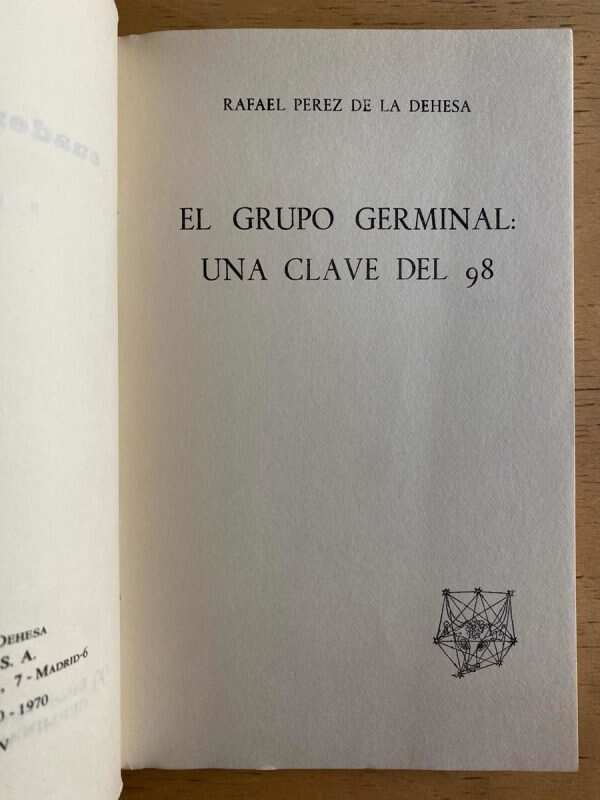 RAFAEL PEREZ DE LA DEHESA
EL GRUPO GERMINAL:
UNA CLAVE DEL 98
DEHESA
S. A.
, 7 - MADRID-6
- 1970